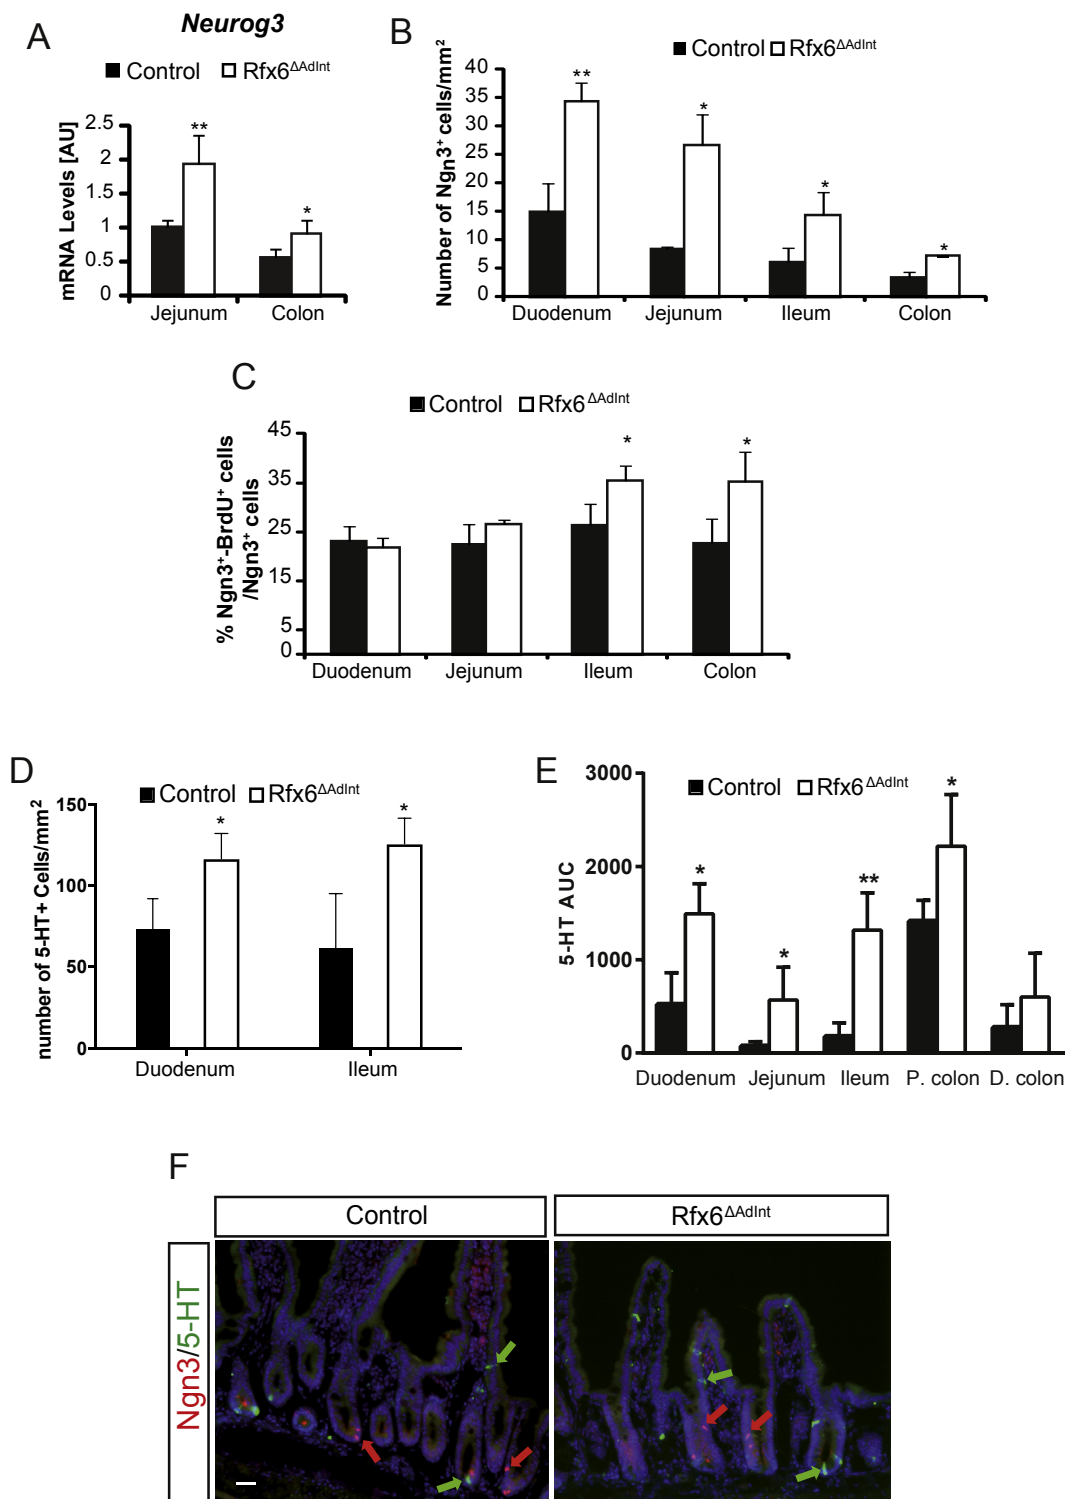 A
Neurog3
Control Rfx6ΔAdInt
mRNA Levels [AU]
2.5
2
1.5
1
0.5
0
** *
Jejunum Colon
B
Control Rfx6ΔAdInt
Number of Ngn3+ cells/mm2
40
35
30
25
20
15
10
5
0
** * * *
Duodenum Jejunum Ileum Colon
C
Control Rfx6ΔAdInt
% Ngn3+-BrdU+ cells
/Ngn3+ cells
45
35
25
15
5
0
* *
Duodenum Jejunum Ileum Colon
D
Control Rfx6ΔAdInt
number of 5-HT+ Cells/mm2
150
100
50
0
* *
Duodenum Ileum
E
Control Rfx6ΔAdInt
5-HT AUC
3000
2000
1000
0
* * ** *
Duodenum Jejunum Ileum P. colon D. colon
F
Control Rfx6ΔAdInt
Ngn3/5-HT